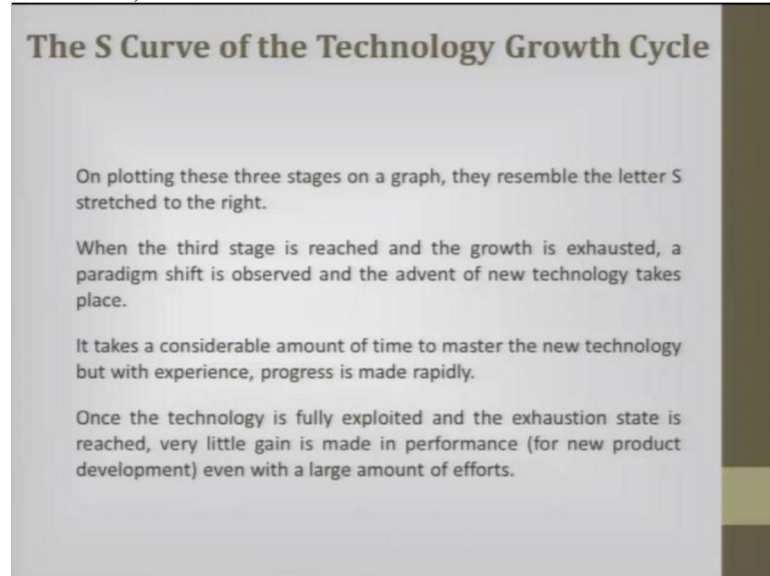 The S Curve of the Technology Growth Cycle
On plotting these three stages on a graph, they resemble the letter S
stretched to the right.
When the third stage is reached and the growth is exhausted, a
paradigm shift is observed and the advent of new technology takes
place.
It takes a considerable amount of time to master the new technology
but with experience, progress is made rapidly.
Once the technology is fully exploited and the exhaustion state is
reached, very little gain is made in performance (for new product
development) even with a large amount of efforts.